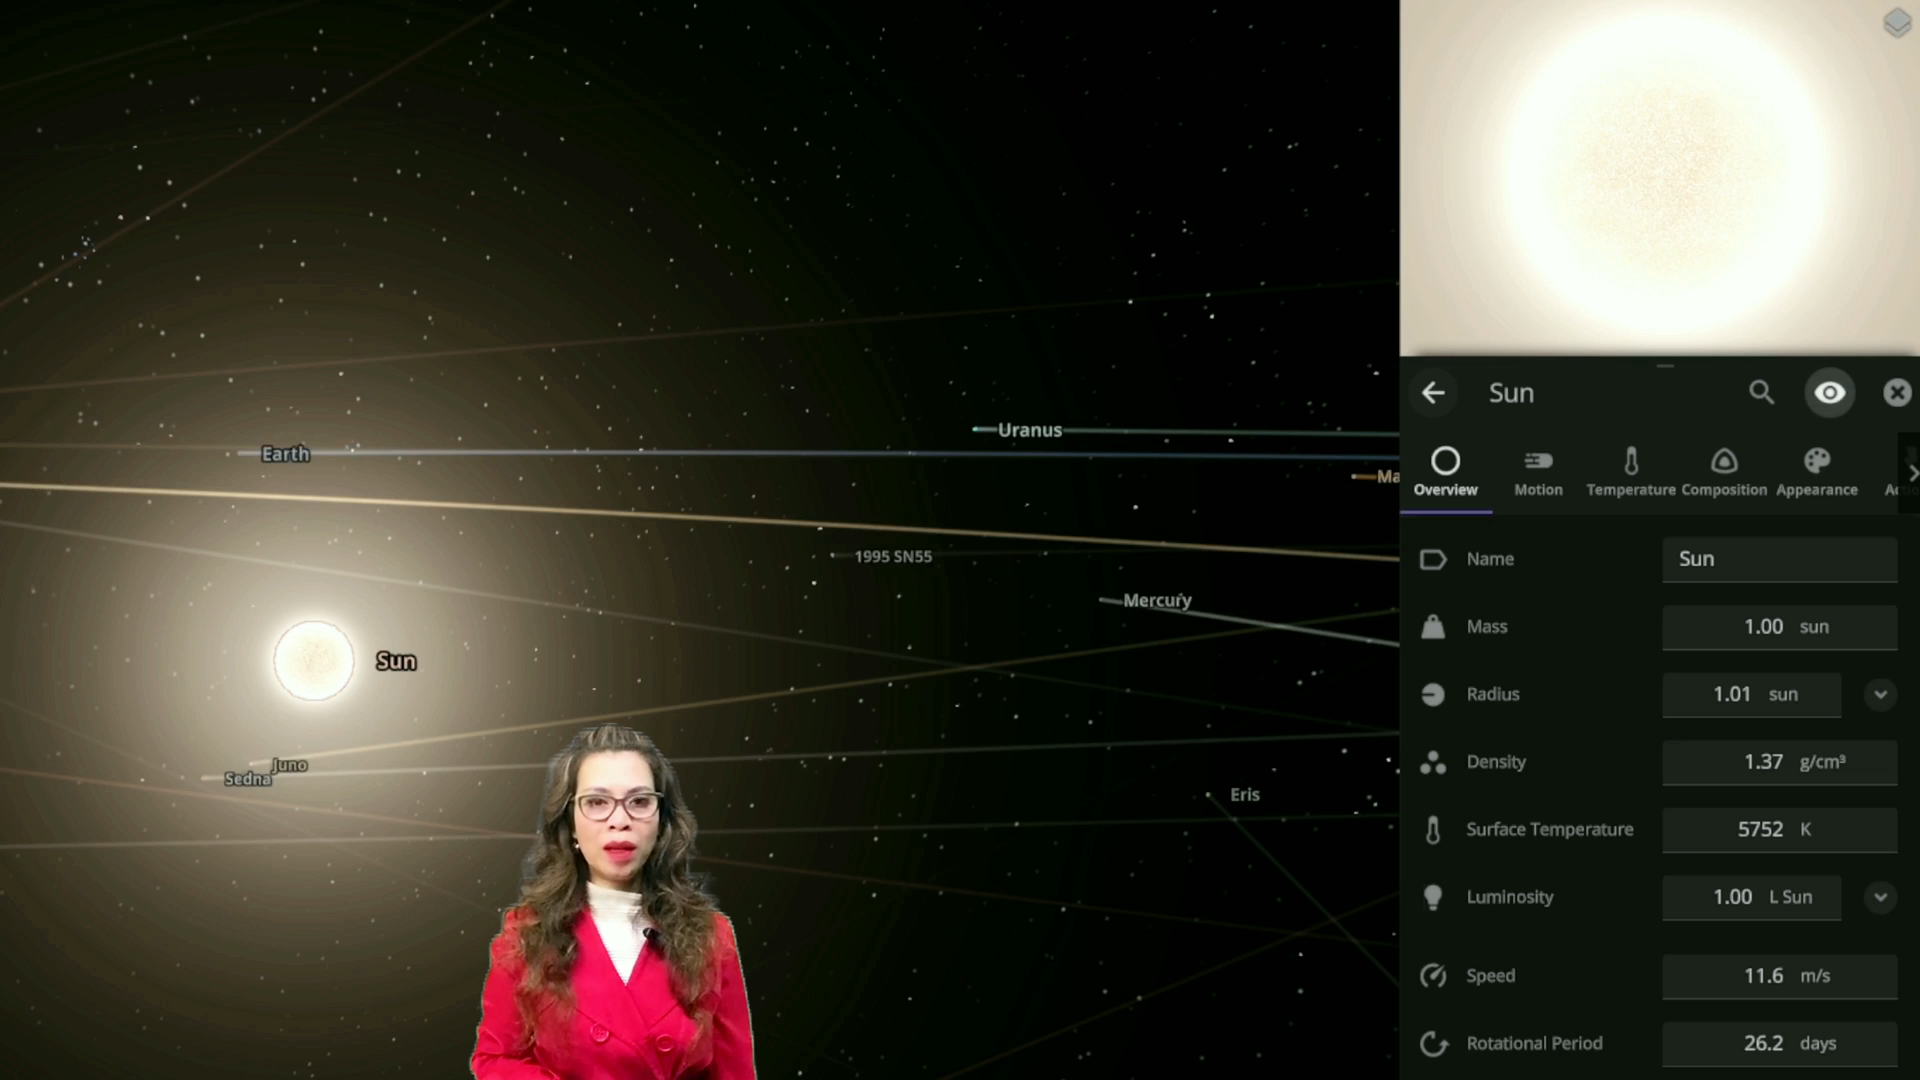 Uranus
Earth
Ma
1995 SN55
Mercury
Sun
Juno
Sedna
Eris
Sun
Overview
Motion
Temperature
Composition
Appearance
Name Sun
Mass 1.00 sun
Radius 1.01 sun
Density 1.37 g/cm³
Surface Temperature 5752 K
Luminosity 1.00 L Sun
Speed 11.6 m/s
Rotational Period 26.2 days